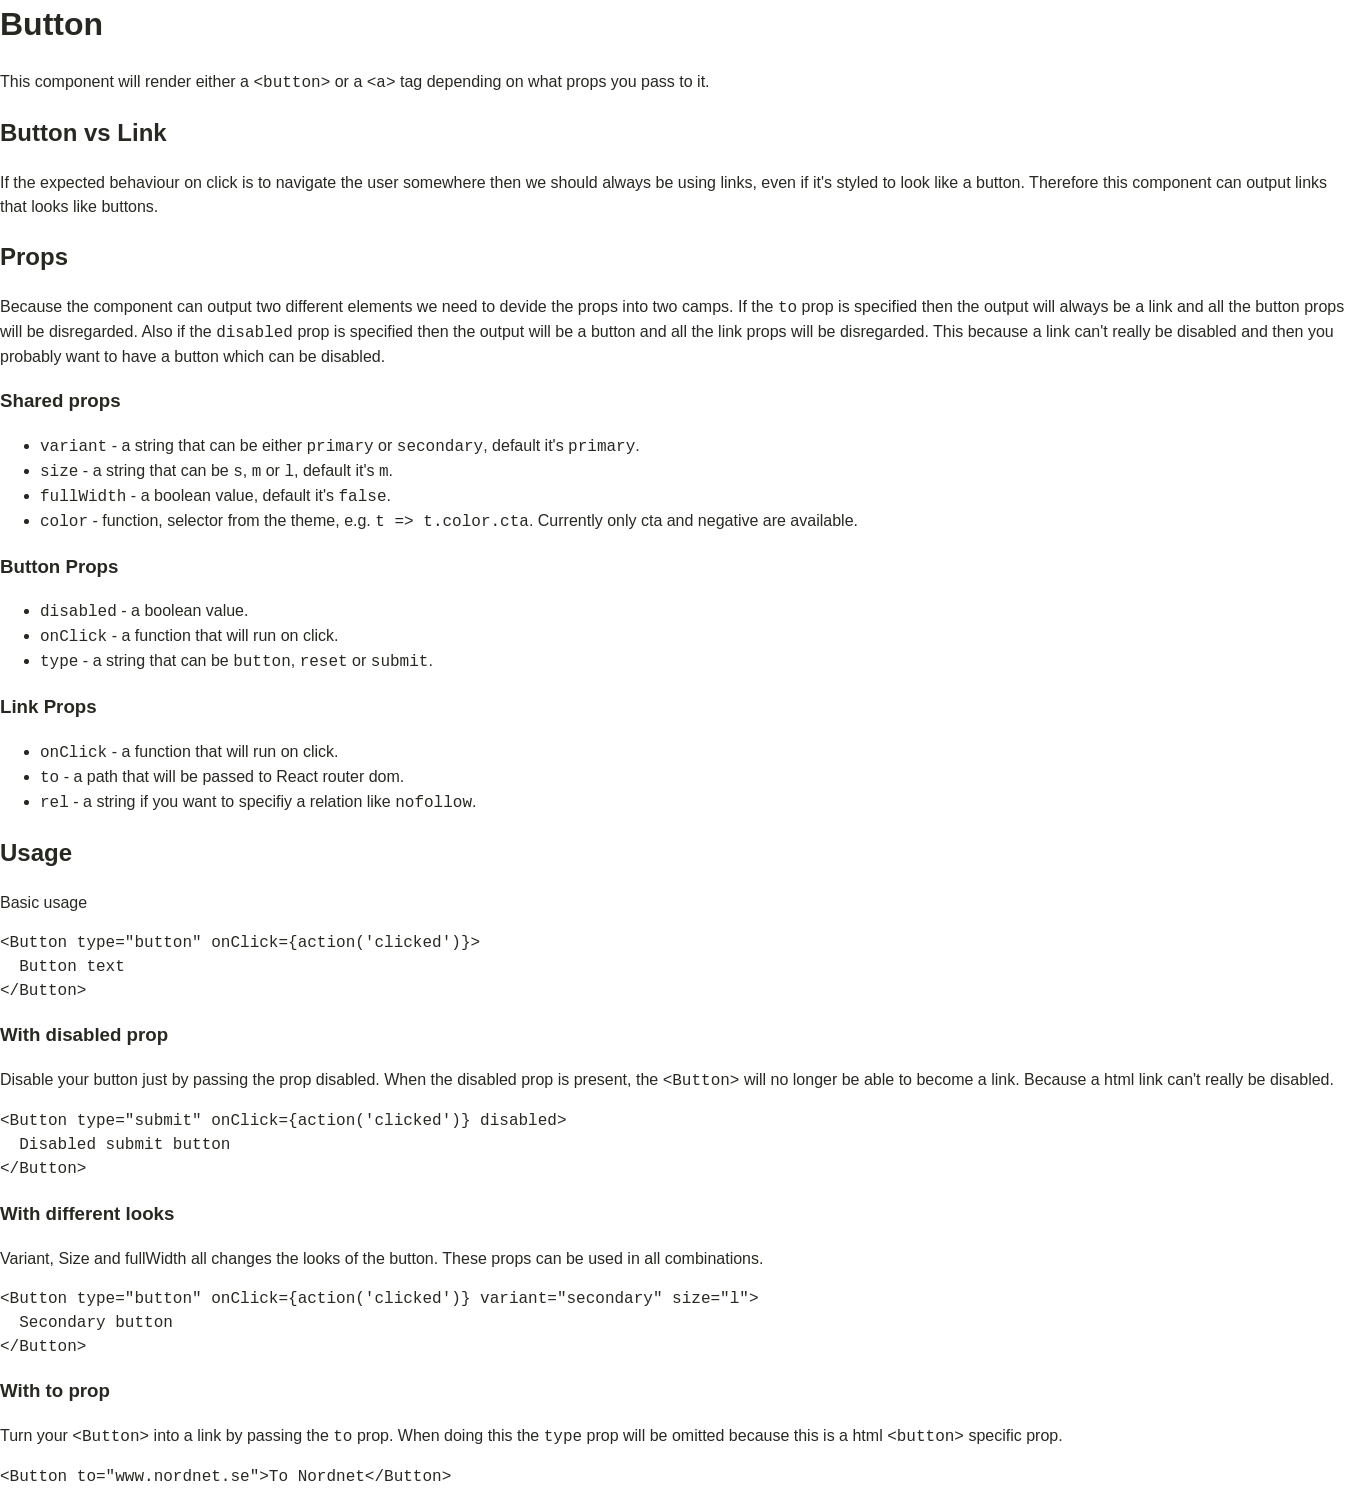 Button
This component will render either a <button> or a <a> tag depending on what props you pass to it.
Button vs Link
If the expected behaviour on click is to navigate the user somewhere then we should always be using links, even if it's styled to look like a button. Therefore this component can output links
that looks like buttons.
Props
Because the component can output two different elements we need to devide the props into two camps. If the to prop is specified then the output will always be a link and all the button props
will be disregarded. Also if the disabled prop is specified then the output will be a button and all the link props will be disregarded. This because a link can't really be disabled and then you
probably want to have a button which can be disabled.
Shared props
• variant - a string that can be either primary or secondary, default it's primary.
• size - a string that can be s, m or l, default it's m.
• fullWidth - a boolean value, default it's false.
• color - function, selector from the theme, e.g. t => t.color.cta. Currently only cta and negative are available.
Button Props
• disabled - a boolean value.
• onClick - a function that will run on click.
• type - a string that can be button, reset or submit.
Link Props
• onClick - a function that will run on click.
• to - a path that will be passed to React router dom.
• rel - a string if you want to specifiy a relation like nofollow.
Usage
Basic usage
<Button type="button" onClick={action('clicked')}>
  Button text
</Button>
With disabled prop
Disable your button just by passing the prop disabled. When the disabled prop is present, the <Button> will no longer be able to become a link. Because a html link can't really be disabled.
<Button type="submit" onClick={action('clicked')} disabled>
  Disabled submit button
</Button>
With different looks
Variant, Size and fullWidth all changes the looks of the button. These props can be used in all combinations.
<Button type="button" onClick={action('clicked')} variant="secondary" size="l">
  Secondary button
</Button>
With to prop
Turn your <Button> into a link by passing the to prop. When doing this the type prop will be omitted because this is a html <button> specific prop.
<Button to="www.nordnet.se">To Nordnet</Button>